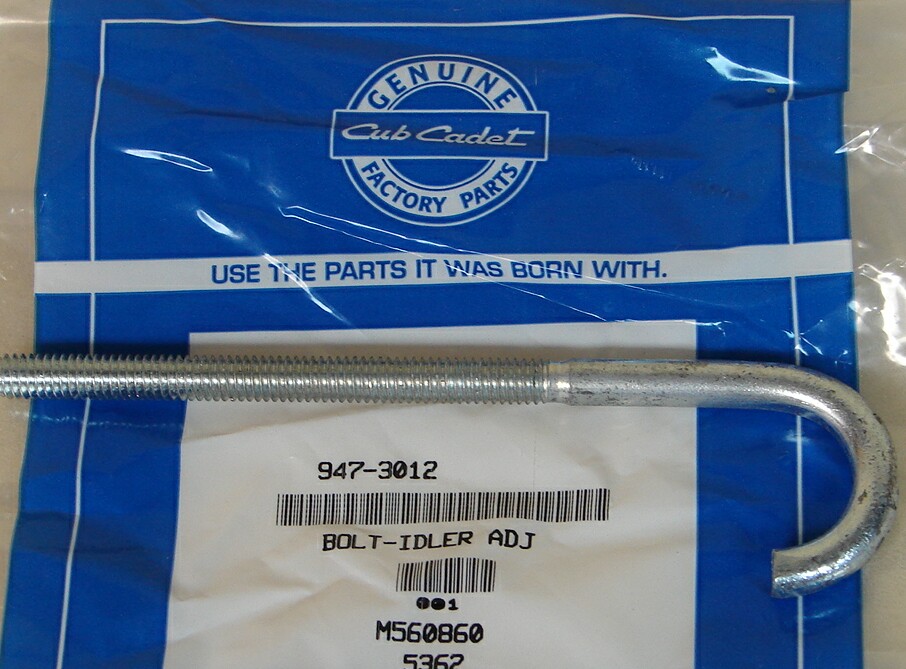 GENUINE
Cub Cadet
FACTORY PARTS
USE THE PARTS IT WAS BORN WITH.
947-3012
BOLT-IDLER ADJ
001
M560860
5362